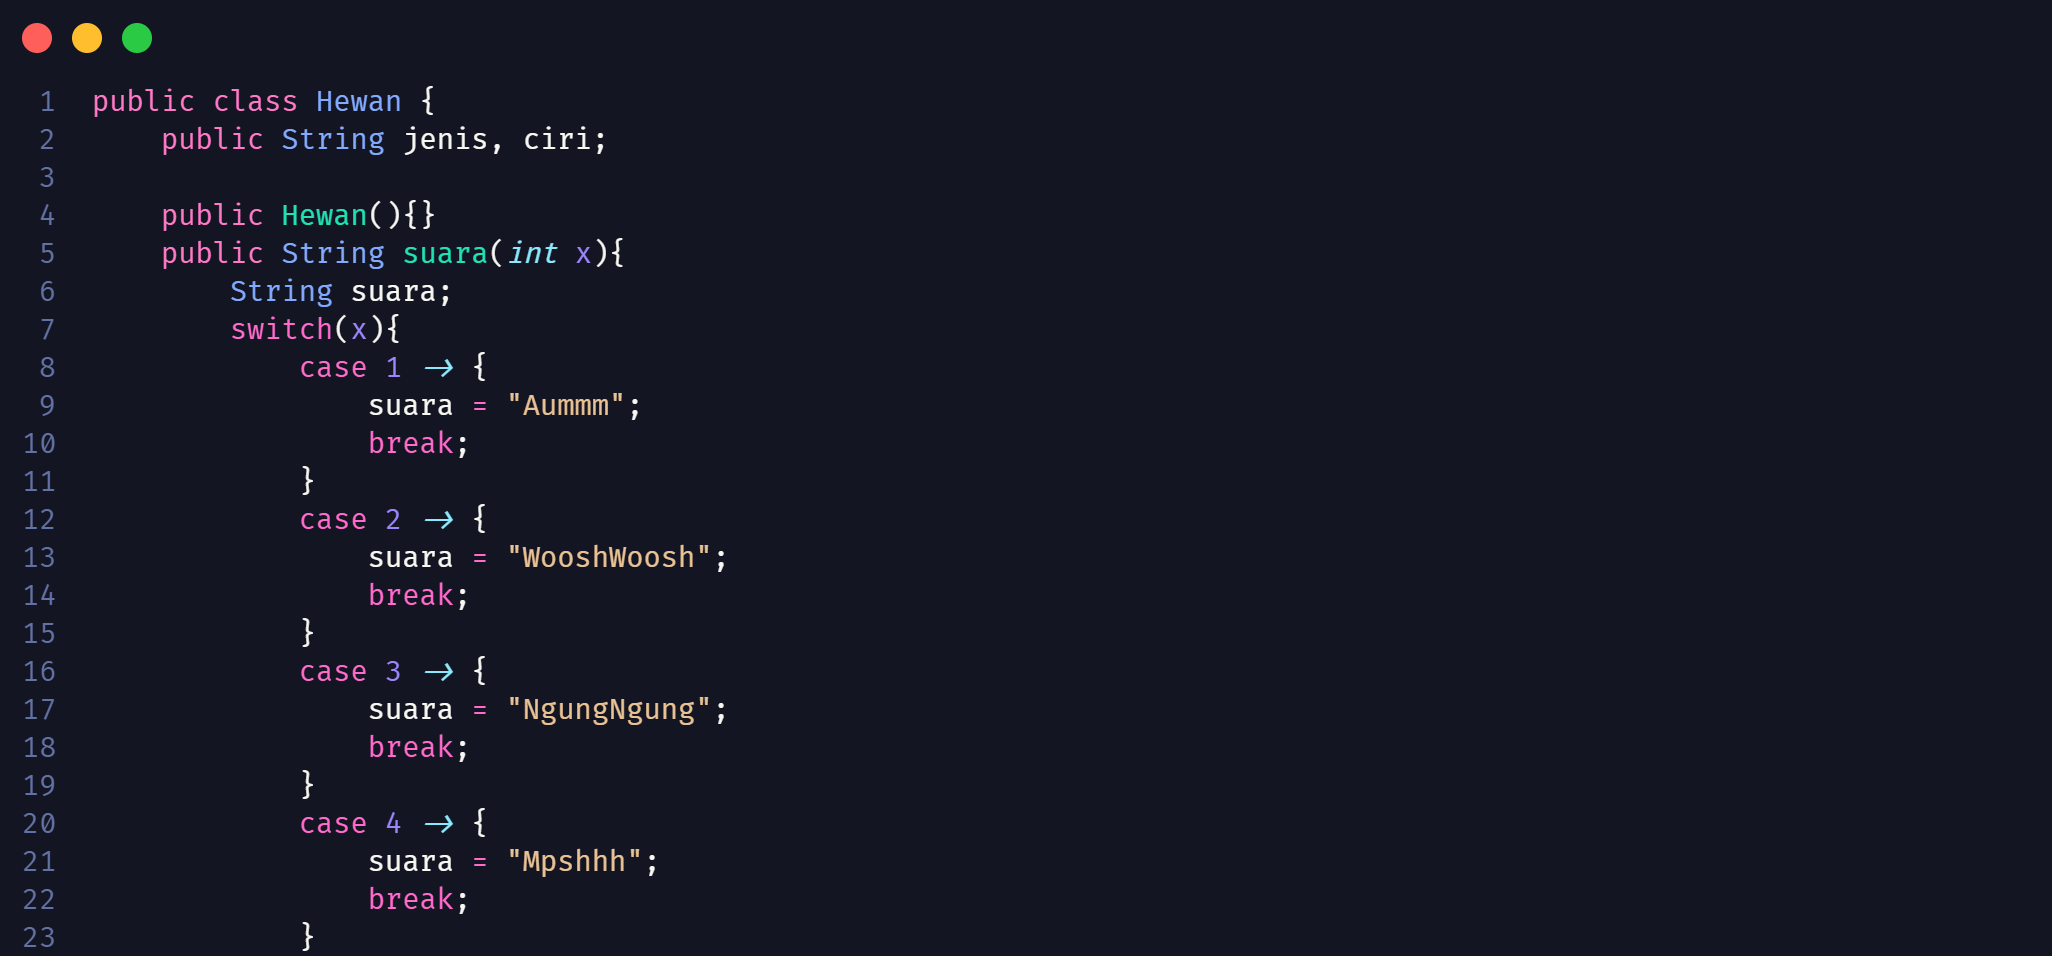 1 public class Hewan {
2     public String jenis, ciri;
3
4     public Hewan(){}
5     public String suara(int x){
6         String suara;
7         switch(x){
8             case 1 -> {
9                 suara = "Aummm";
10                 break;
11             }
12             case 2 -> {
13                 suara = "WooshWoosh";
14                 break;
15             }
16             case 3 -> {
17                 suara = "NgungNgung";
18                 break;
19             }
20             case 4 -> {
21                 suara = "Mpshhh";
22                 break;
23             }